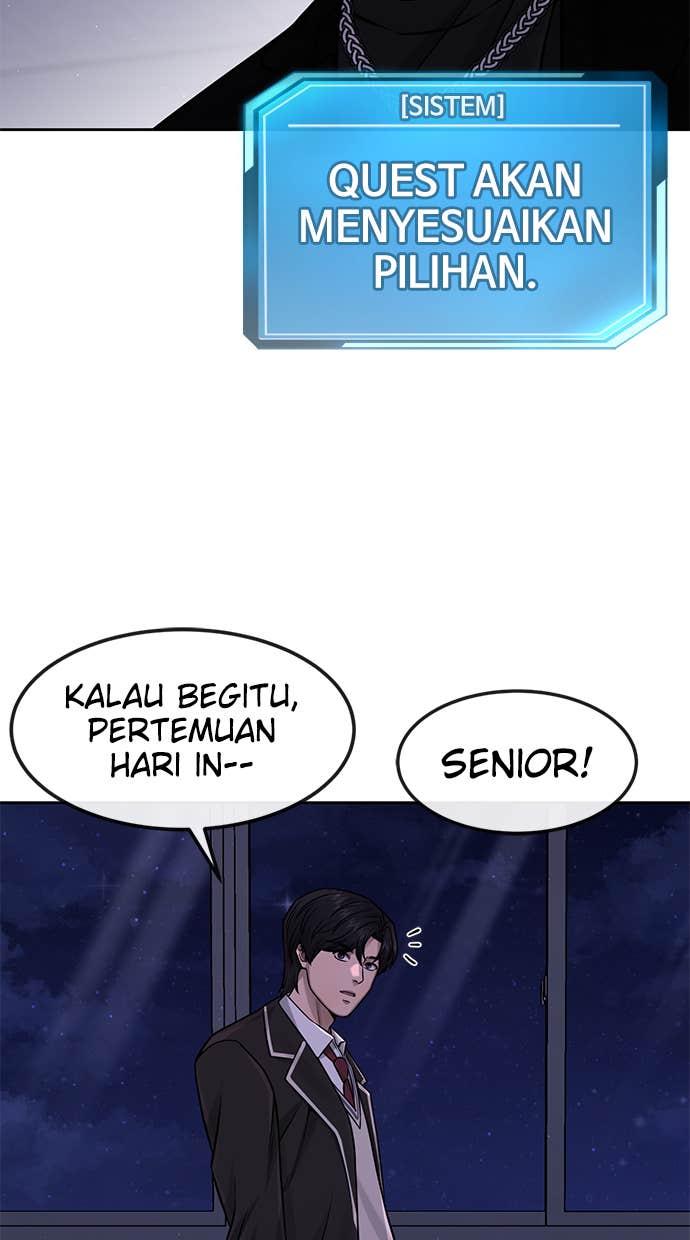 [SISTEM]
QUEST AKAN
MENYESUAIKAN
PILIHAN.
KALAU BEGITU,
PERTEMUAN
HARI IN--
SENIOR!